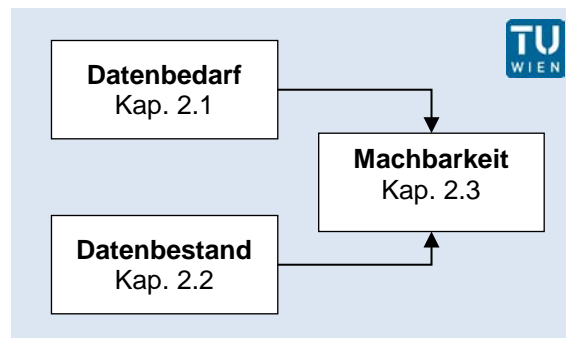 TU
WIEN
Datenbedarf
Kap. 2.1
Machbarkeit
Kap. 2.3
Datenbestand
Kap. 2.2